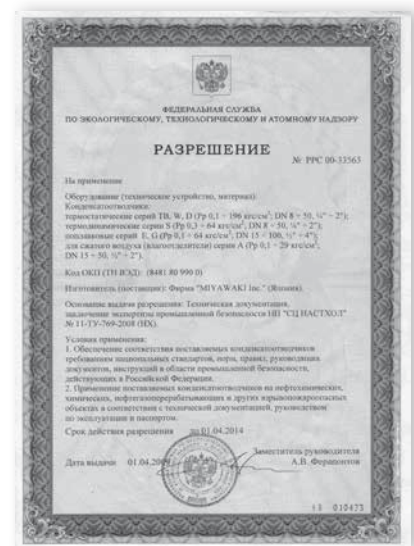 ФЕДЕРАЛЬНАЯ СЛУЖБА
ПО ЭКОЛОГИЧЕСКОМУ, ТЕХНОЛОГИЧЕСКОМУ И АТОМНОМУ НАДЗОРУ
РАЗРЕШЕНИЕ
№ РРС 00-33563
На применение
Оборудование (техническое устройство, материал):
Конденсатоотводчики:
термостатические серий ТВ, W, D (Рр 0,1 ÷ 196 кгс/см²; DN 8 ÷ 50, ¼" ÷ 2");
термодинамические серии S (Рр 0,3 ÷ 64 кгс/см²; DN 8 ÷ 50, ¼" ÷ 2");
поплавковые серий E, G (Рр 0,1 ÷ 64 кгс/см²; DN 15 ÷ 100, ½" ÷ 4");
для сжатого воздуха (влагоотделители) серии А (Рр 0,1 ÷ 29 кгс/см²;
DN 15 ÷ 50, ½" ÷ 2").
Код ОКП (ТН ВЭД): (8481 80 990 0)
Изготовитель (поставщик): Фирма "MIYAWAKI Inc." (Япония).
Основание выдачи разрешения: Техническая документация,
заключение экспертизы промышленной безопасности НП "СЦ НАСТХОЛ"
№ 11-ТУ-769-2008 (НХ).
Условия применения:
1. Обеспечение соответствия поставляемых конденсатоотводчиков
требованиям национальных стандартов, норм, правил, руководящих
документов, инструкций в области промышленной безопасности,
действующих в Российской Федерации.
2. Применение поставляемых конденсатоотводчиков на нефтехимических,
химических, нефтегазоперерабатывающих и других взрывопожароопасных
объектах в соответствии с технической документацией, руководством
по эксплуатации и паспортом.
Срок действия разрешения до 01.04.2014
Дата выдачи 01.04.2009
Заместитель руководителя
А.В. Ферапонтов
010473